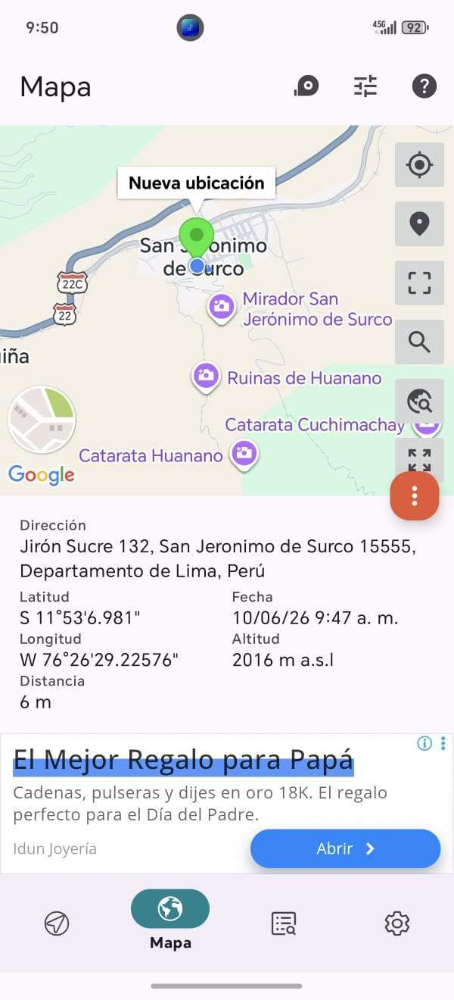 9:50
4.5G
92
Mapa
Nueva ubicación
San Jeronimo
de Surco
22C
22
Mirador San
Jerónimo de Surco
iña
Ruinas de Huanano
Catarata Cuchimachay
Catarata Huanano
Google
Dirección
Jirón Sucre 132, San Jeronimo de Surco 15555,
Departamento de Lima, Perú
Latitud
S 11°53'6.981"
Fecha
10/06/26 9:47 a. m.
Longitud
W 76°26'29.22576"
Altitud
2016 m a.s.l
Distancia
6 m
El Mejor Regalo para Papá
Cadenas, pulseras y dijes en oro 18K. El regalo
perfecto para el Día del Padre.
Idun Joyería
Abrir
Mapa